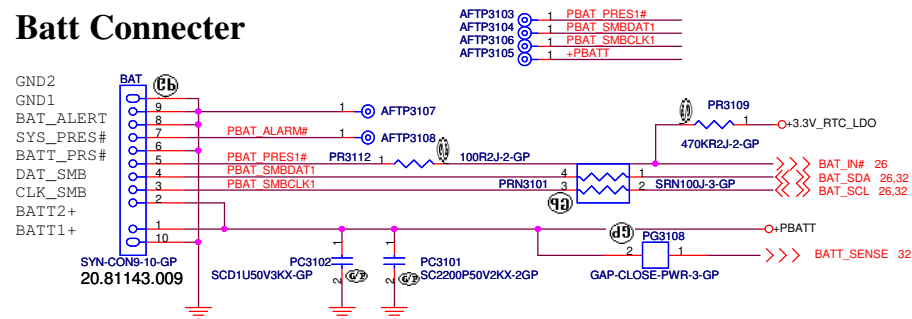 Batt Connecter
AFTP3103 1 PBAT_PRES1#
AFTP3104 1 PBAT_SMBDAT1
AFTP3106 1 PBAT_SMBCLK1
AFTP3105 1 +PBATT
GND2
GND1
BAT_ALERT
SYS_PRES#
BATT_PRS#
DAT_SMB
CLK_SMB
BATT2+
BATT1+
BAT
9
8
7
6
5
4
3
2
1
10
SYN-CON9-10-GP
20.81143.009
1 AFTP3107
PBAT_ALARM# 1 AFTP3108
PBAT_PRES1# PR3112 1 2 100R2J-2-GP
PBAT_SMBDAT1
PBAT_SMBCLK1
PR3109
1 +3.3V_RTC_LDO
470KR2J-2-GP
PRN3101
4 1
3 2
SRN100J-3-GP
BAT_IN# 26
BAT_SDA 26,32
BAT_SCL 26,32
1 PC3102 2
SCD1U50V3KX-GP
1 PC3101 2
SC2200P50V2KX-2GP
+PBATT
PG3108
2 1
GAP-CLOSE-PWR-3-GP
BATT_SENSE 32